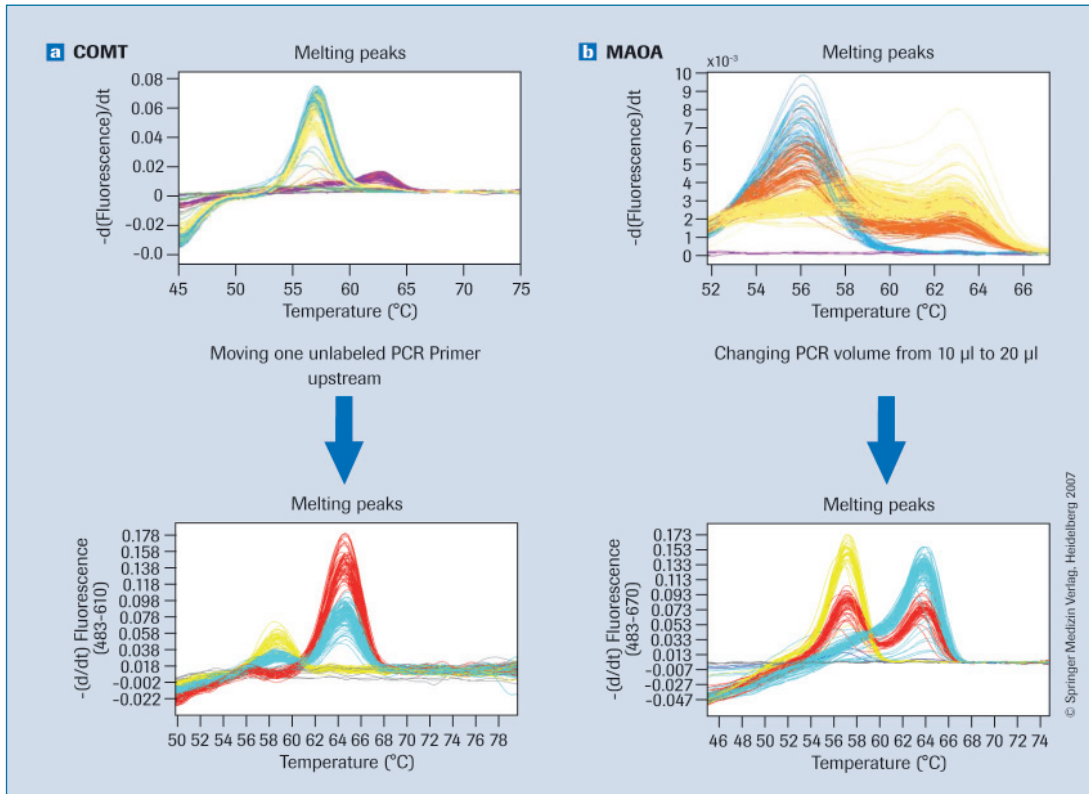 a COMT
Melting peaks
-d(Fluorescence)/dt
0.08
0.06
0.04
0.02
0
-0.02
-0.0
45 50 55 60 65 70 75
Temperature (°C)
b MAOA
Melting peaks
x10-3
-d(Fluorescence)/dt
10
9
8
7
6
5
4
3
2
1
0
52 54 56 58 60 62 64 66
Temperature (°C)
Moving one unlabeled PCR Primer
upstream
Changing PCR volume from 10 µl to 20 µl
Melting peaks
-(d/dt) Fluorescence
(483-610)
0.178
0.158
0.138
0.118
0.098
0.078
0.058
0.038
0.018
-0.002
-0.022
50 52 54 56 58 60 62 64 66 68 70 72 74 76 78
Temperature (°C)
Melting peaks
-(d/dt) Fluorescence
(483-670)
0.173
0.153
0.133
0.113
0.093
0.073
0.053
0.033
0.013
-0.007
-0.027
-0.047
46 48 50 52 54 56 58 60 62 64 66 68 70 72 74
Temperature (°C)
© Springer Medizin Verlag, Heidelberg 2007